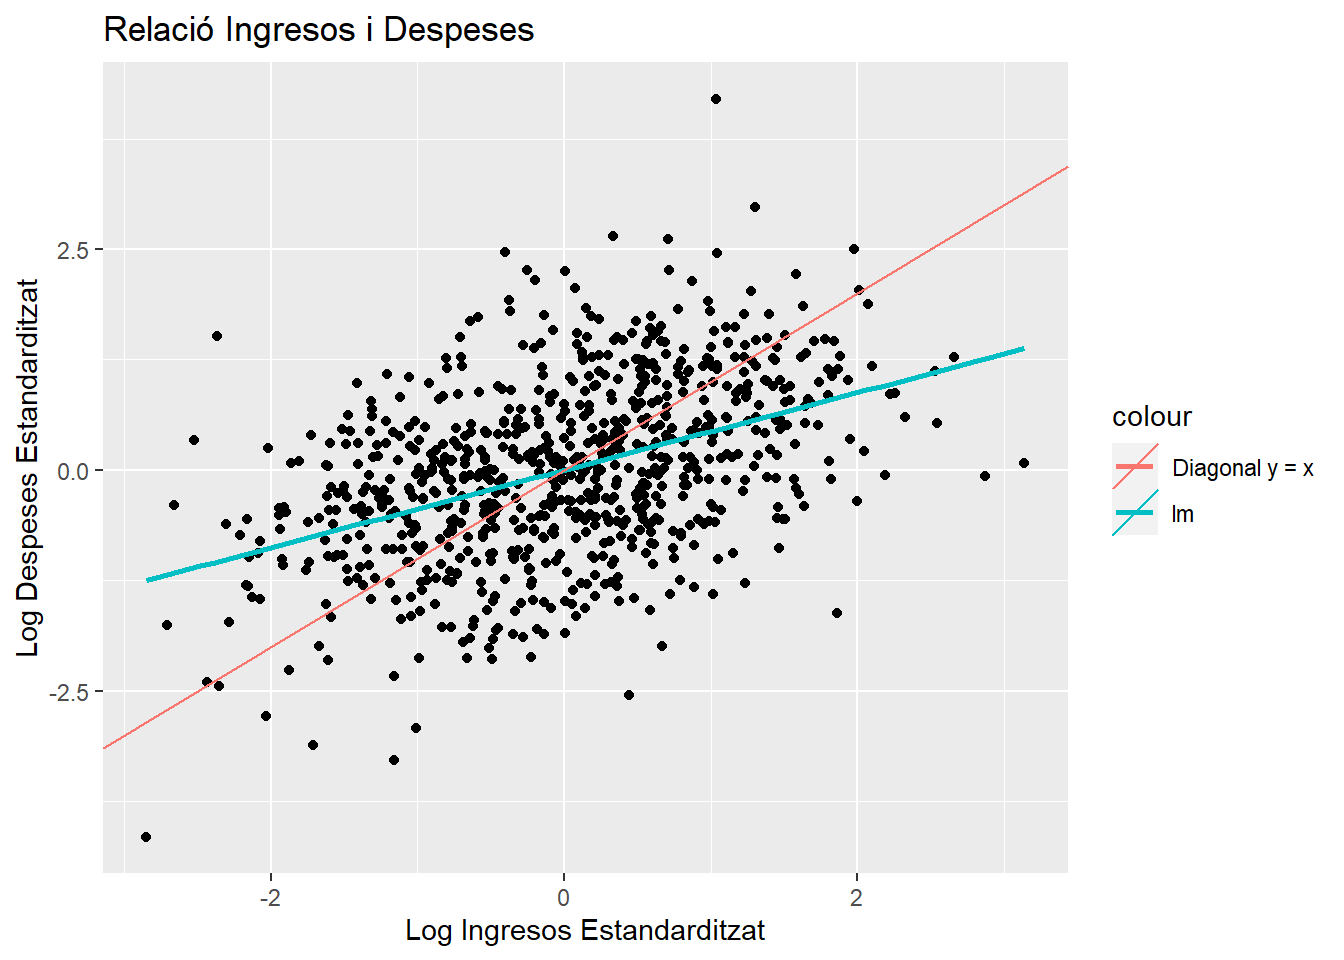 Relació Ingresos i Despeses
Log Despeses Estandarditzat
2.5
0.0
-2.5
-2
0
2
Log Ingresos Estandarditzat
colour
Diagonal y = x
lm